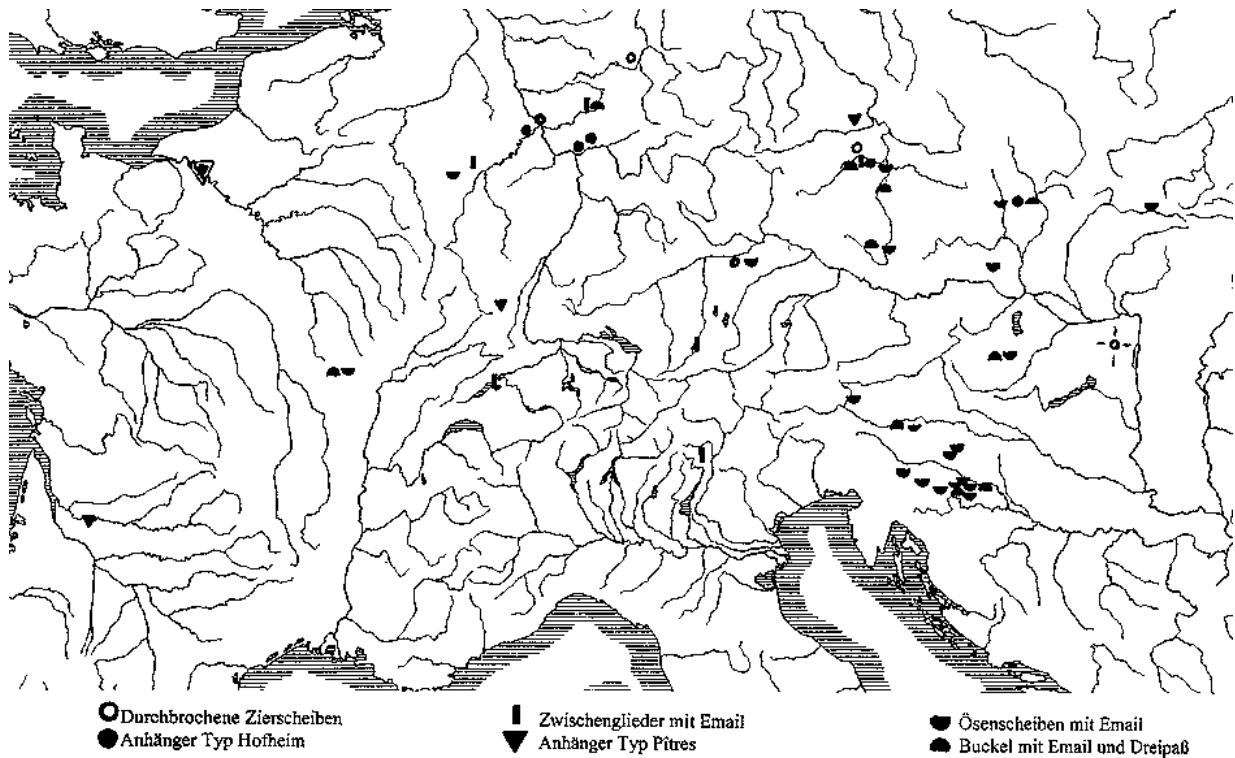 Durchbrochene Zierscheiben
Anhänger Typ Hofheim
Zwischenglieder mit Email
Anhänger Typ Pîtres
Ösenscheiben mit Email
Buckel mit Email und Dreipaß